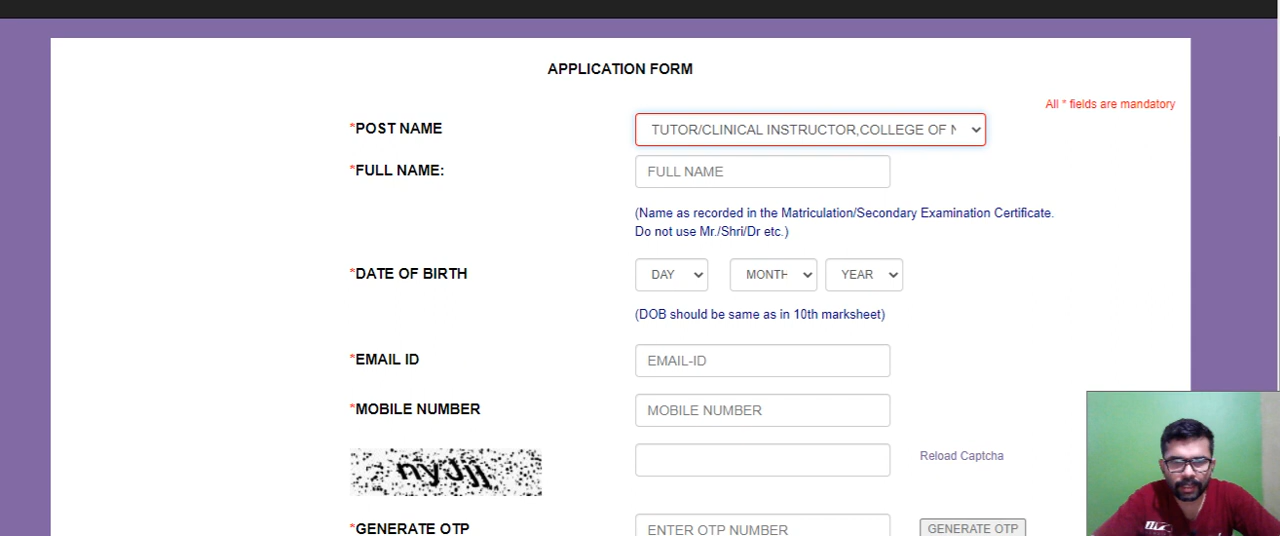 APPLICATION FORM
All * fields are mandatory
*POST NAME
TUTOR/CLINICAL INSTRUCTOR,COLLEGE OF
*FULL NAME:
FULL NAME
(Name as recorded in the Matriculation/Secondary Examination Certificate.
Do not use Mr./Shri/Dr etc.)
*DATE OF BIRTH
DAY
MONTH
YEAR
(DOB should be same as in 10th marksheet)
*EMAIL ID
EMAIL-ID
*MOBILE NUMBER
MOBILE NUMBER
Reload Captcha
*GENERATE OTP
ENTER OTP NUMBER
GENERATE OTP